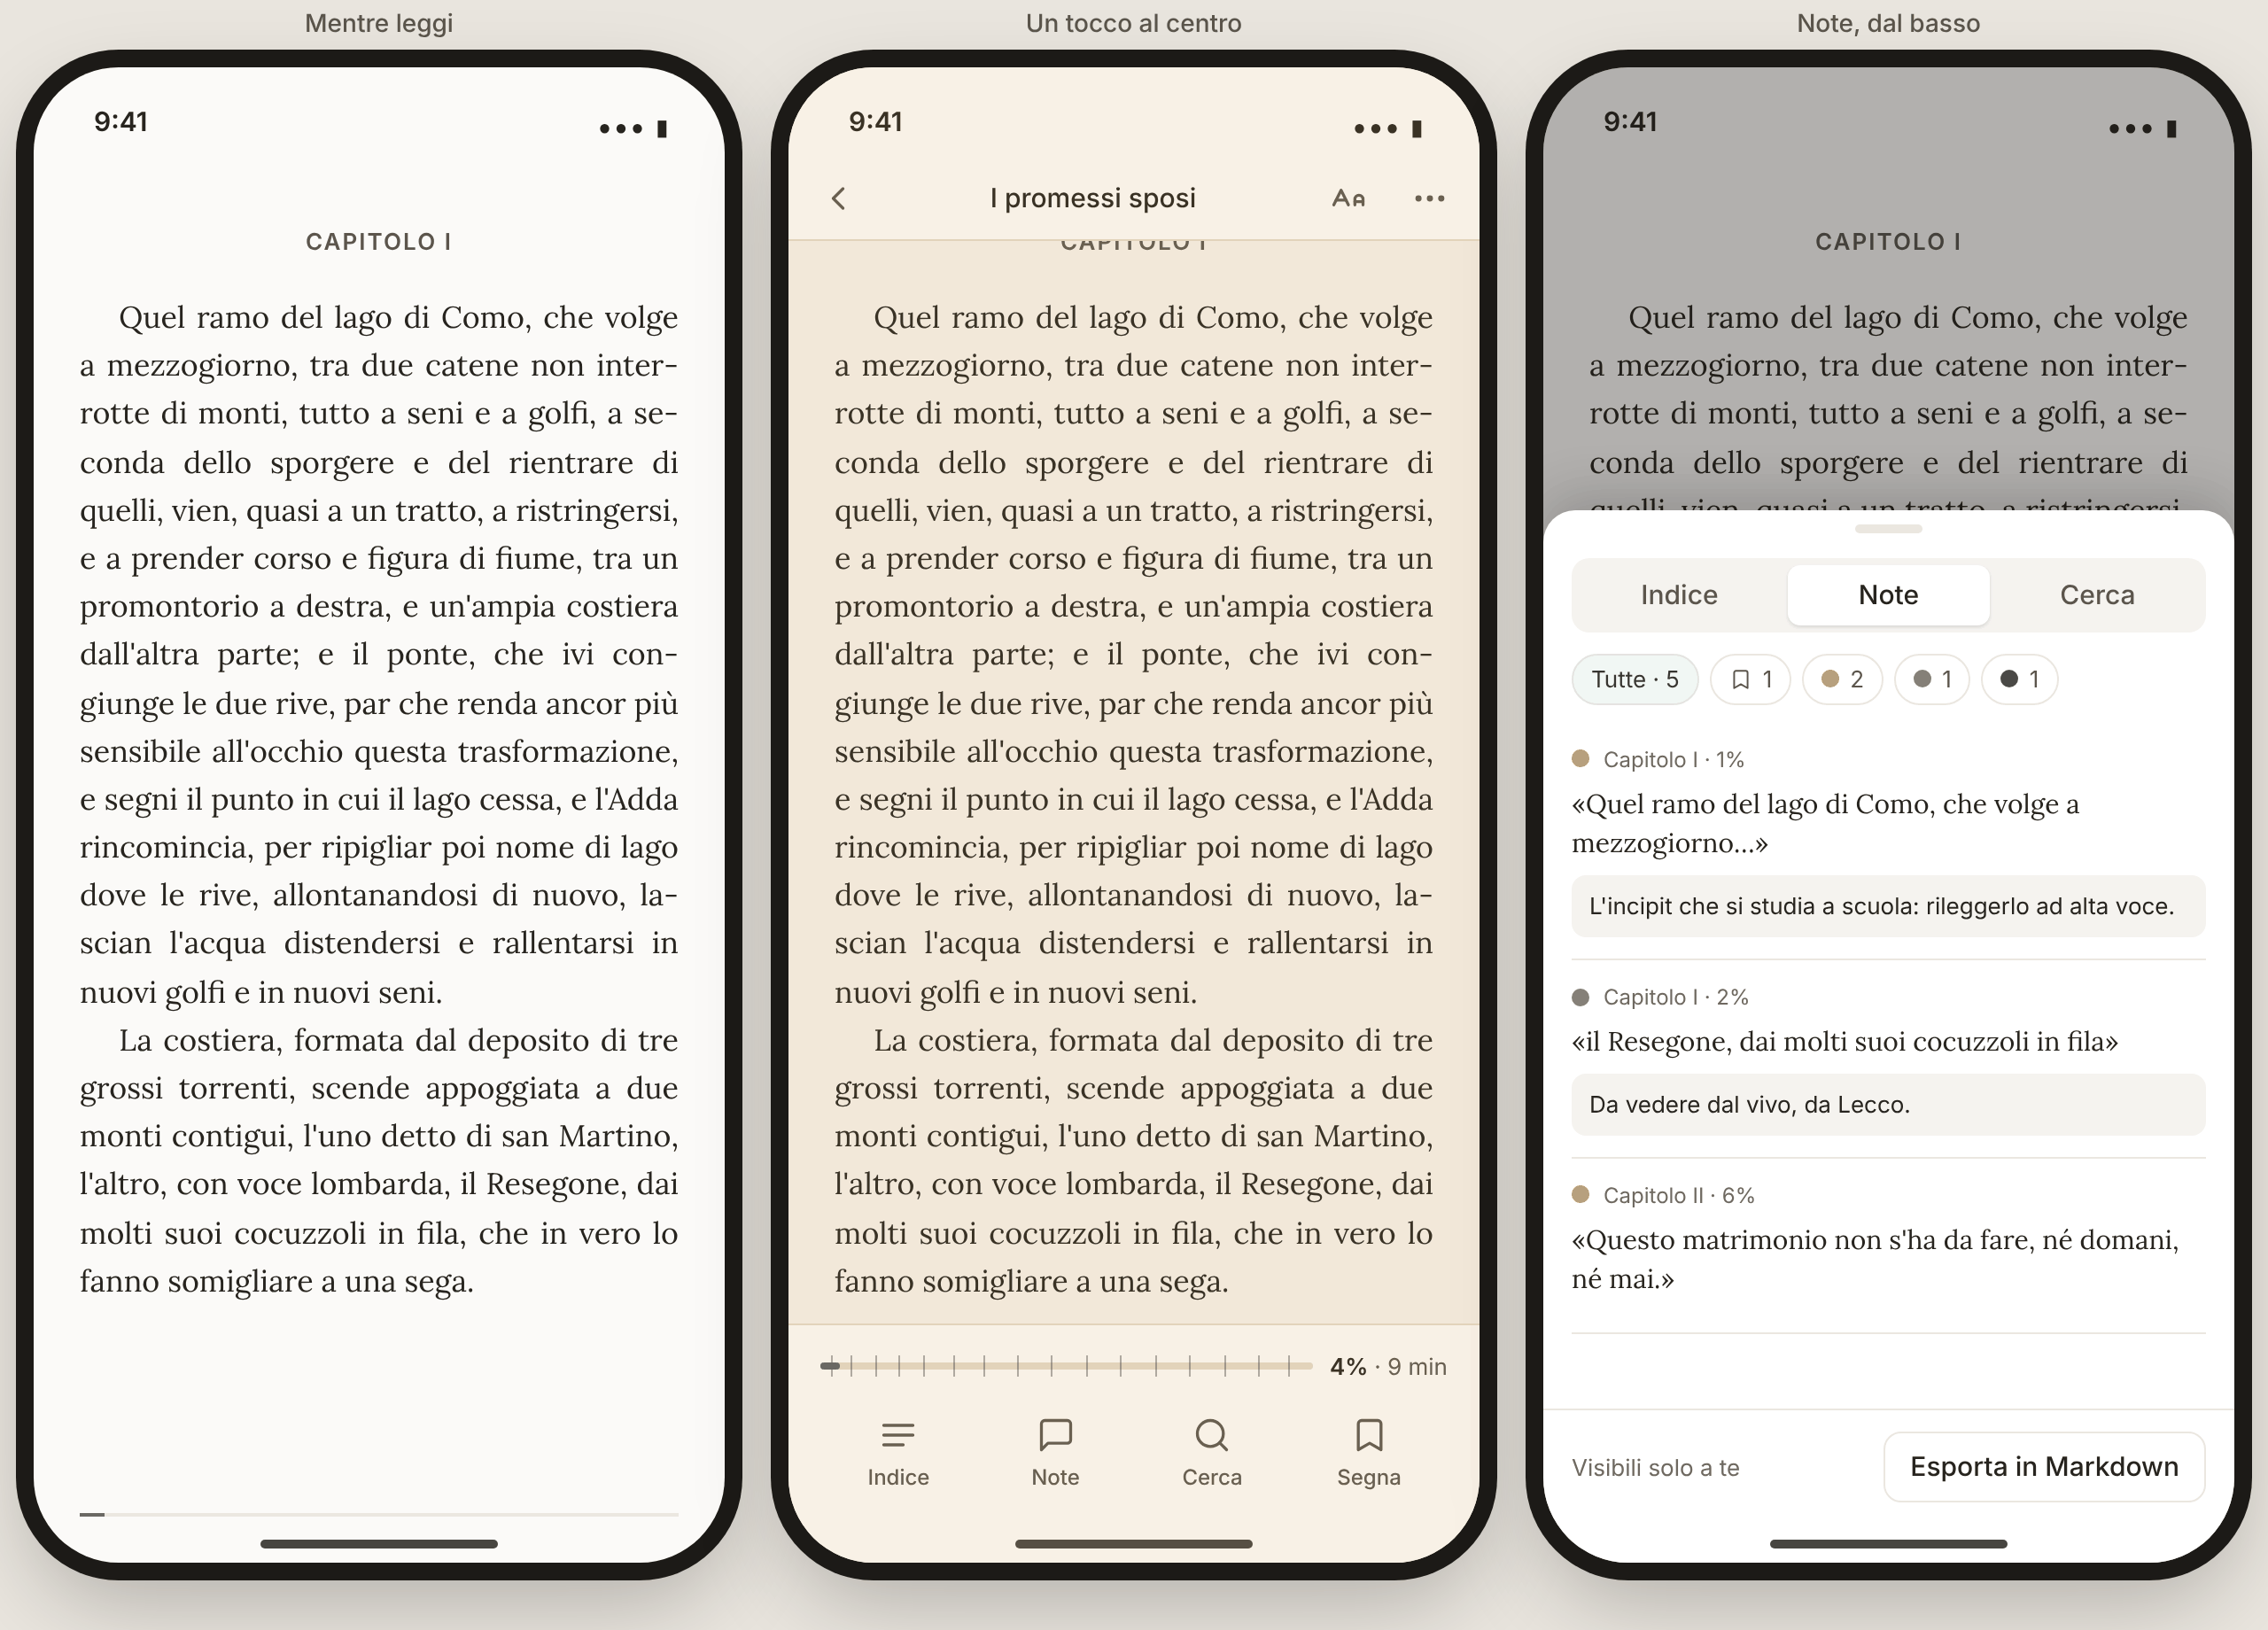 Mentre leggi
9:41
CAPITOLO I
Quel ramo del lago di Como, che volge
a mezzogiorno, tra due catene non inter-
rotte di monti, tutto a seni e a golfi, a se-
conda dello sporgere e del rientrare di
quelli, vien, quasi a un tratto, a ristringersi,
e a prender corso e figura di fiume, tra un
promontorio a destra, e un'ampia costiera
dall'altra parte; e il ponte, che ivi con-
giunge le due rive, par che renda ancor più
sensibile all'occhio questa trasformazione,
e segni il punto in cui il lago cessa, e l'Adda
rincomincia, per ripigliar poi nome di lago
dove le rive, allontanandosi di nuovo, la-
scian l'acqua distendersi e rallentarsi in
nuovi golfi e in nuovi seni.
La costiera, formata dal deposito di tre
grossi torrenti, scende appoggiata a due
monti contigui, l'uno detto di san Martino,
l'altro, con voce lombarda, il Resegone, dai
molti suoi cocuzzoli in fila, che in vero lo
fanno somigliare a una sega.
Un tocco al centro
9:41
I promessi sposi
AA
CAPITOLO I
Quel ramo del lago di Como, che volge
a mezzogiorno, tra due catene non inter-
rotte di monti, tutto a seni e a golfi, a se-
conda dello sporgere e del rientrare di
quelli, vien, quasi a un tratto, a ristringersi,
e a prender corso e figura di fiume, tra un
promontorio a destra, e un'ampia costiera
dall'altra parte; e il ponte, che ivi con-
giunge le due rive, par che renda ancor più
sensibile all'occhio questa trasformazione,
e segni il punto in cui il lago cessa, e l'Adda
rincomincia, per ripigliar poi nome di lago
dove le rive, allontanandosi di nuovo, la-
scian l'acqua distendersi e rallentarsi in
nuovi golfi e in nuovi seni.
La costiera, formata dal deposito di tre
grossi torrenti, scende appoggiata a due
monti contigui, l'uno detto di san Martino,
l'altro, con voce lombarda, il Resegone, dai
molti suoi cocuzzoli in fila, che in vero lo
fanno somigliare a una sega.
4% · 9 min
Indice
Note
Cerca
Segna
Note, dal basso
9:41
CAPITOLO I
Quel ramo del lago di Como, che volge
a mezzogiorno, tra due catene non inter-
rotte di monti, tutto a seni e a golfi, a se-
conda dello sporgere e del rientrare di
quelli, vien, quasi a un tratto, a ristringersi,
Indice
Note
Cerca
Tutte · 5
1
2
1
1
Capitolo I · 1%
«Quel ramo del lago di Como, che volge a
mezzogiorno…»
L'incipit che si studia a scuola: rileggerlo ad alta voce.
Capitolo I · 2%
«il Resegone, dai molti suoi cocuzzoli in fila»
Da vedere dal vivo, da Lecco.
Capitolo II · 6%
«Questo matrimonio non s'ha da fare, né domani,
né mai.»
Visibili solo a te
Esporta in Markdown